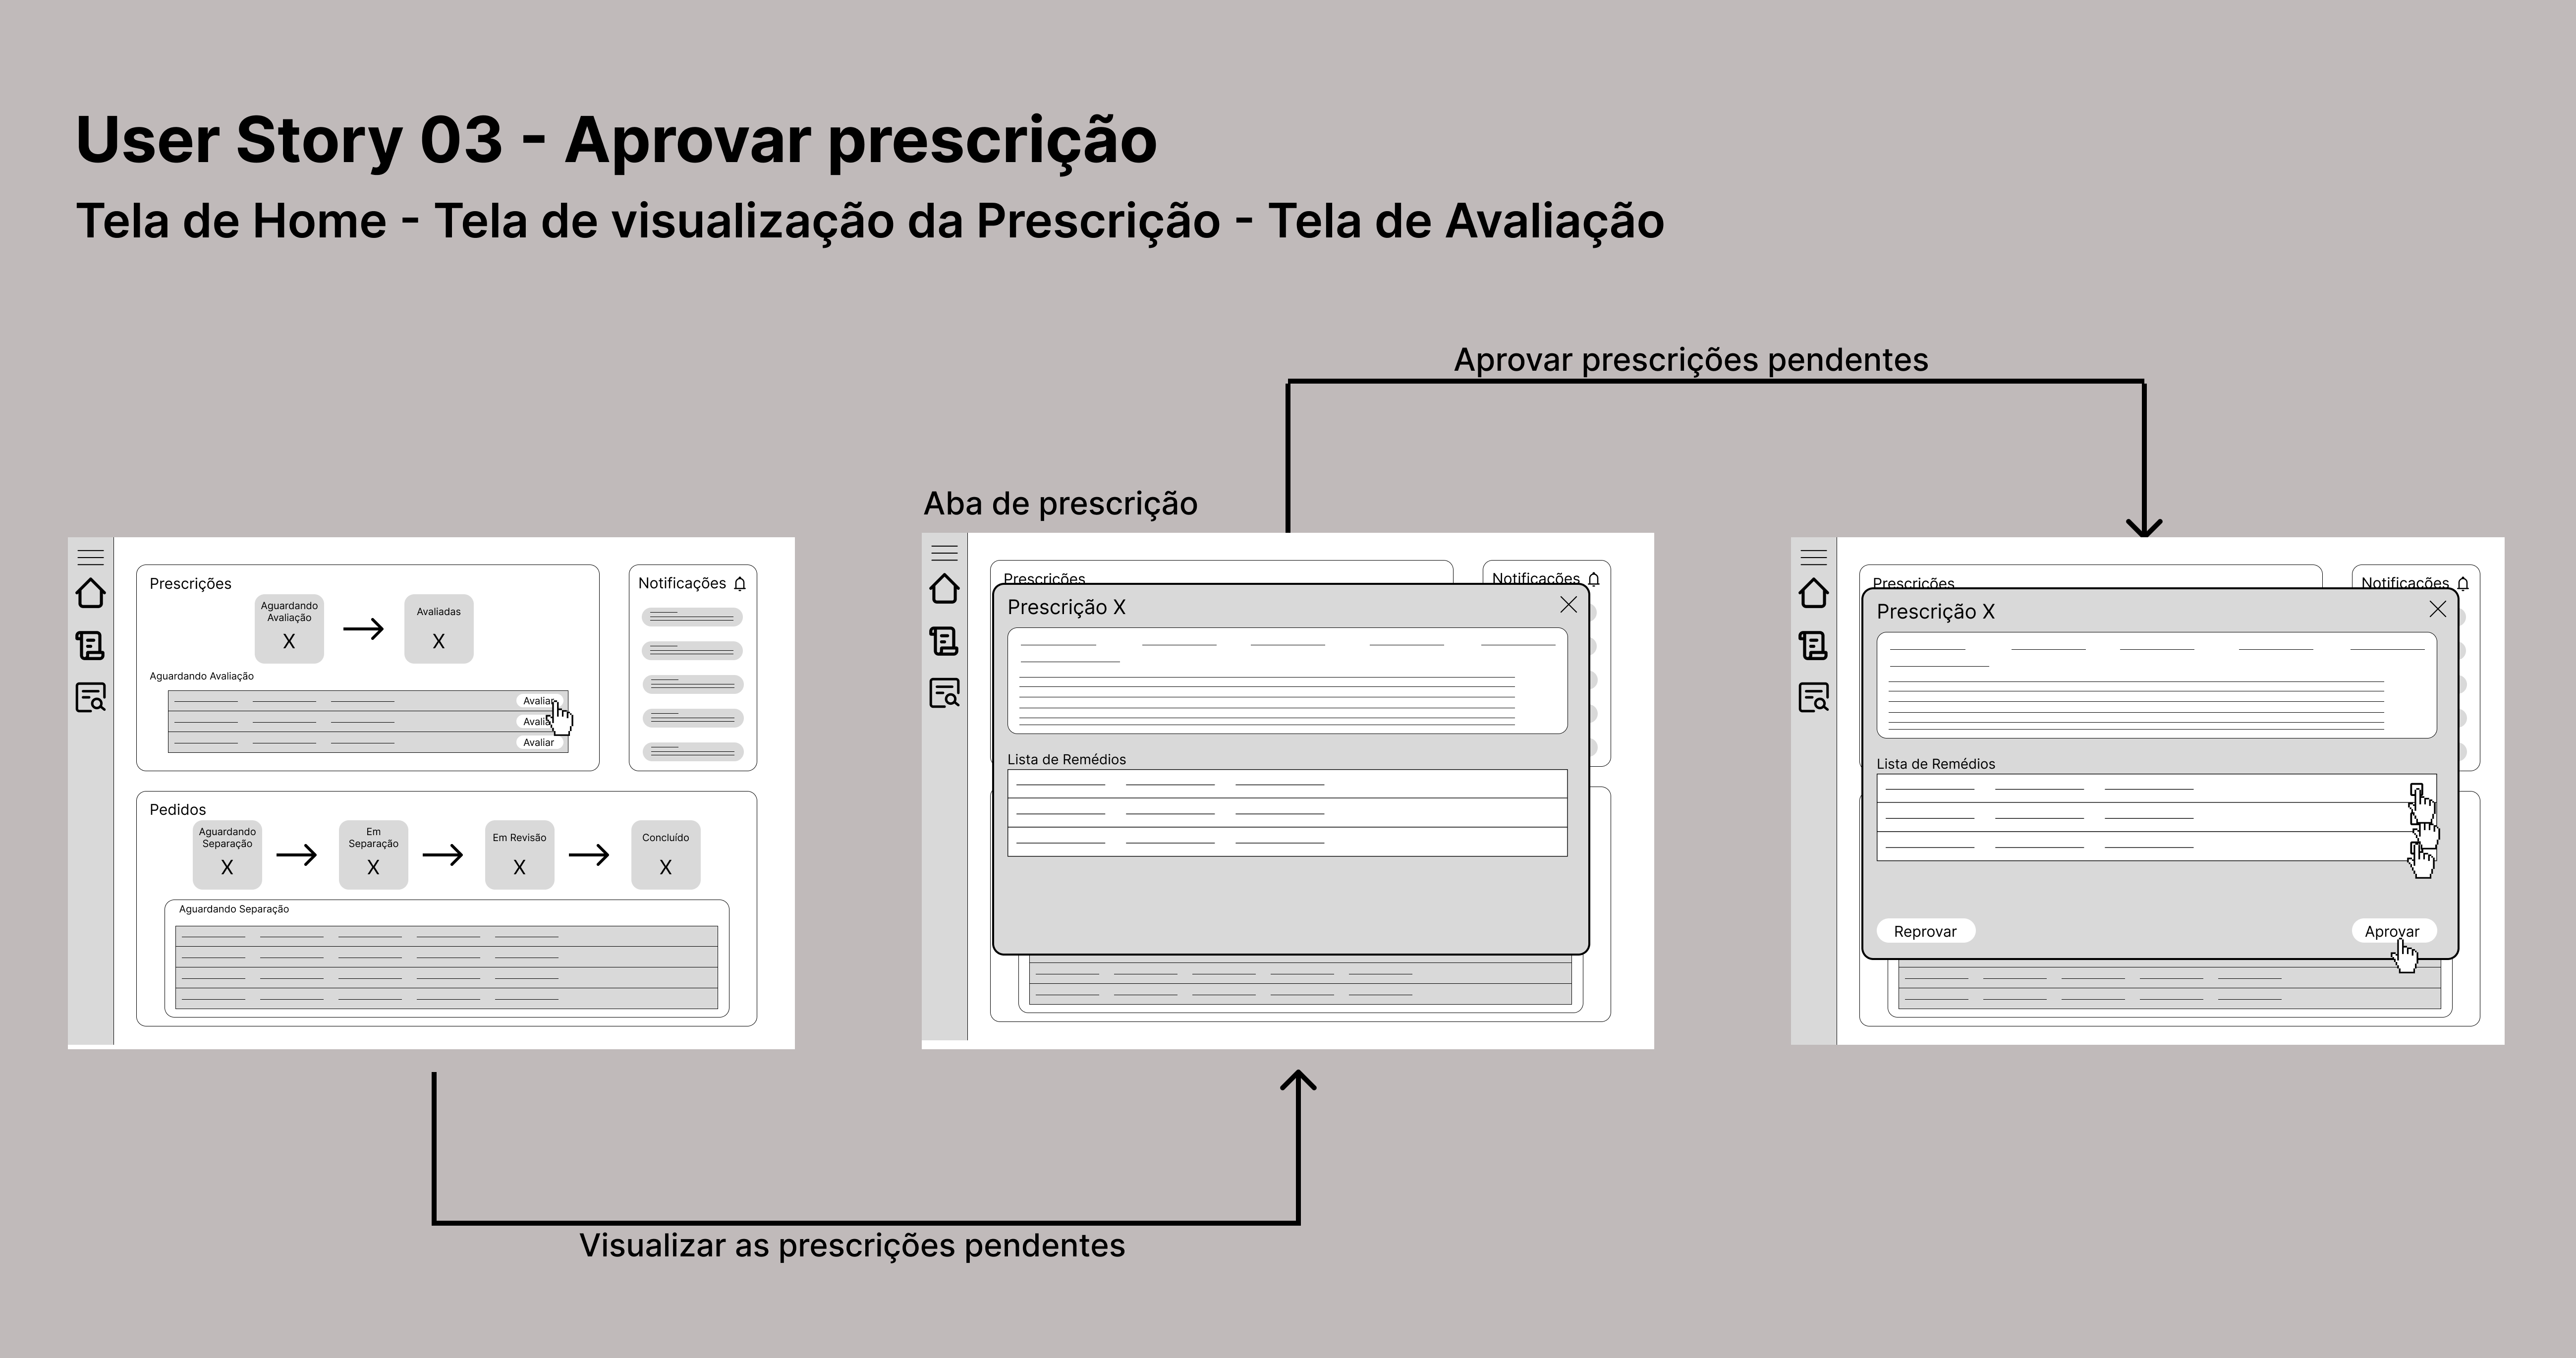 User Story 03 - Aprovar prescrição
Tela de Home - Tela de visualização da Prescrição - Tela de Avaliação
Aprovar prescrições pendentes
Aba de prescrição
Prescrições
Aguardando
Avaliação
X
Avaliadas
X
Aguardando Avaliação
Avaliar
Avaliar
Avaliar
Notificações
Pedidos
Aguardando
Separação
X
Em
Separação
X
Em Revisão
X
Concluído
X
Aguardando Separação
Prescrições
Notificações
Prescrição X
Lista de Remédios
Prescrições
Notificações
Prescrição X
Lista de Remédios
Reprovar
Aprovar
Visualizar as prescrições pendentes